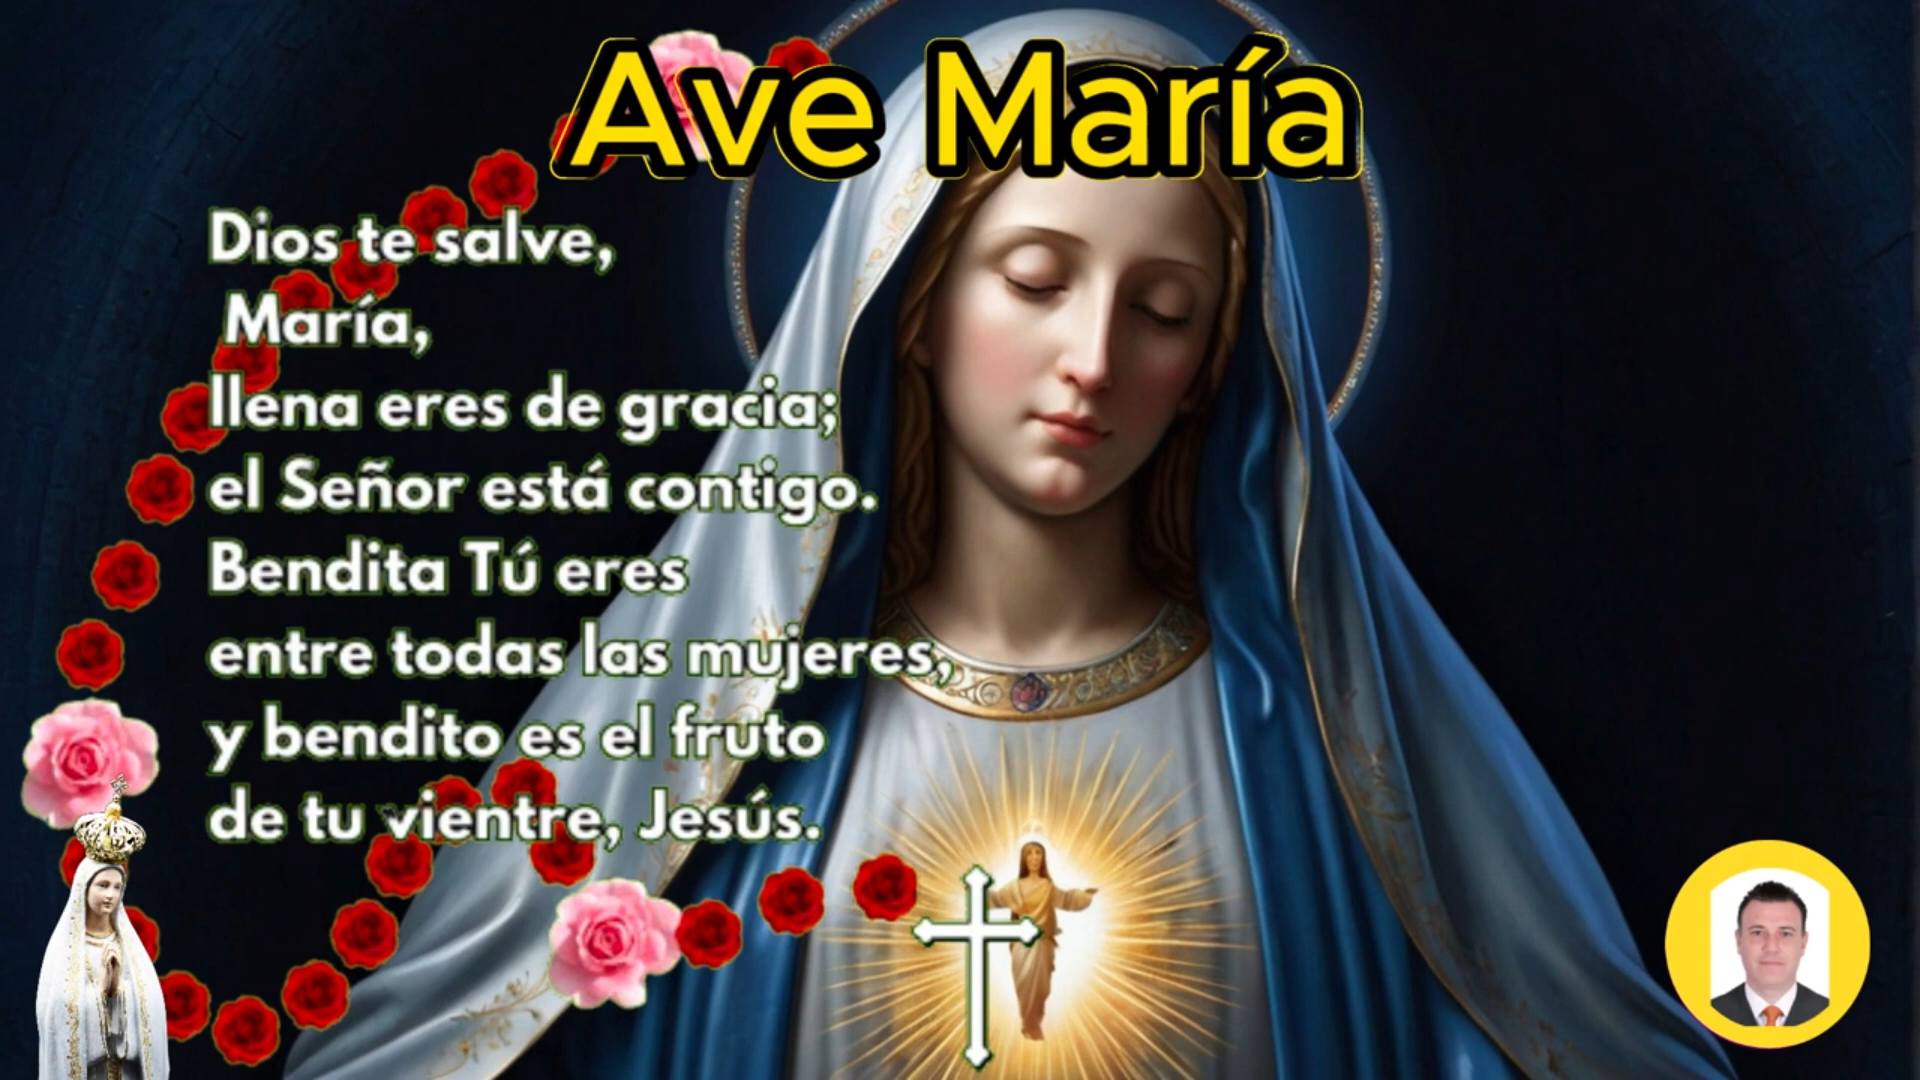 Ave María
Dios te salve,
María,
llena eres de gracia;
el Señor está contigo.
Bendita Tú eres
entre todas las mujeres,
y bendito es el fruto
de tu vientre, Jesús.